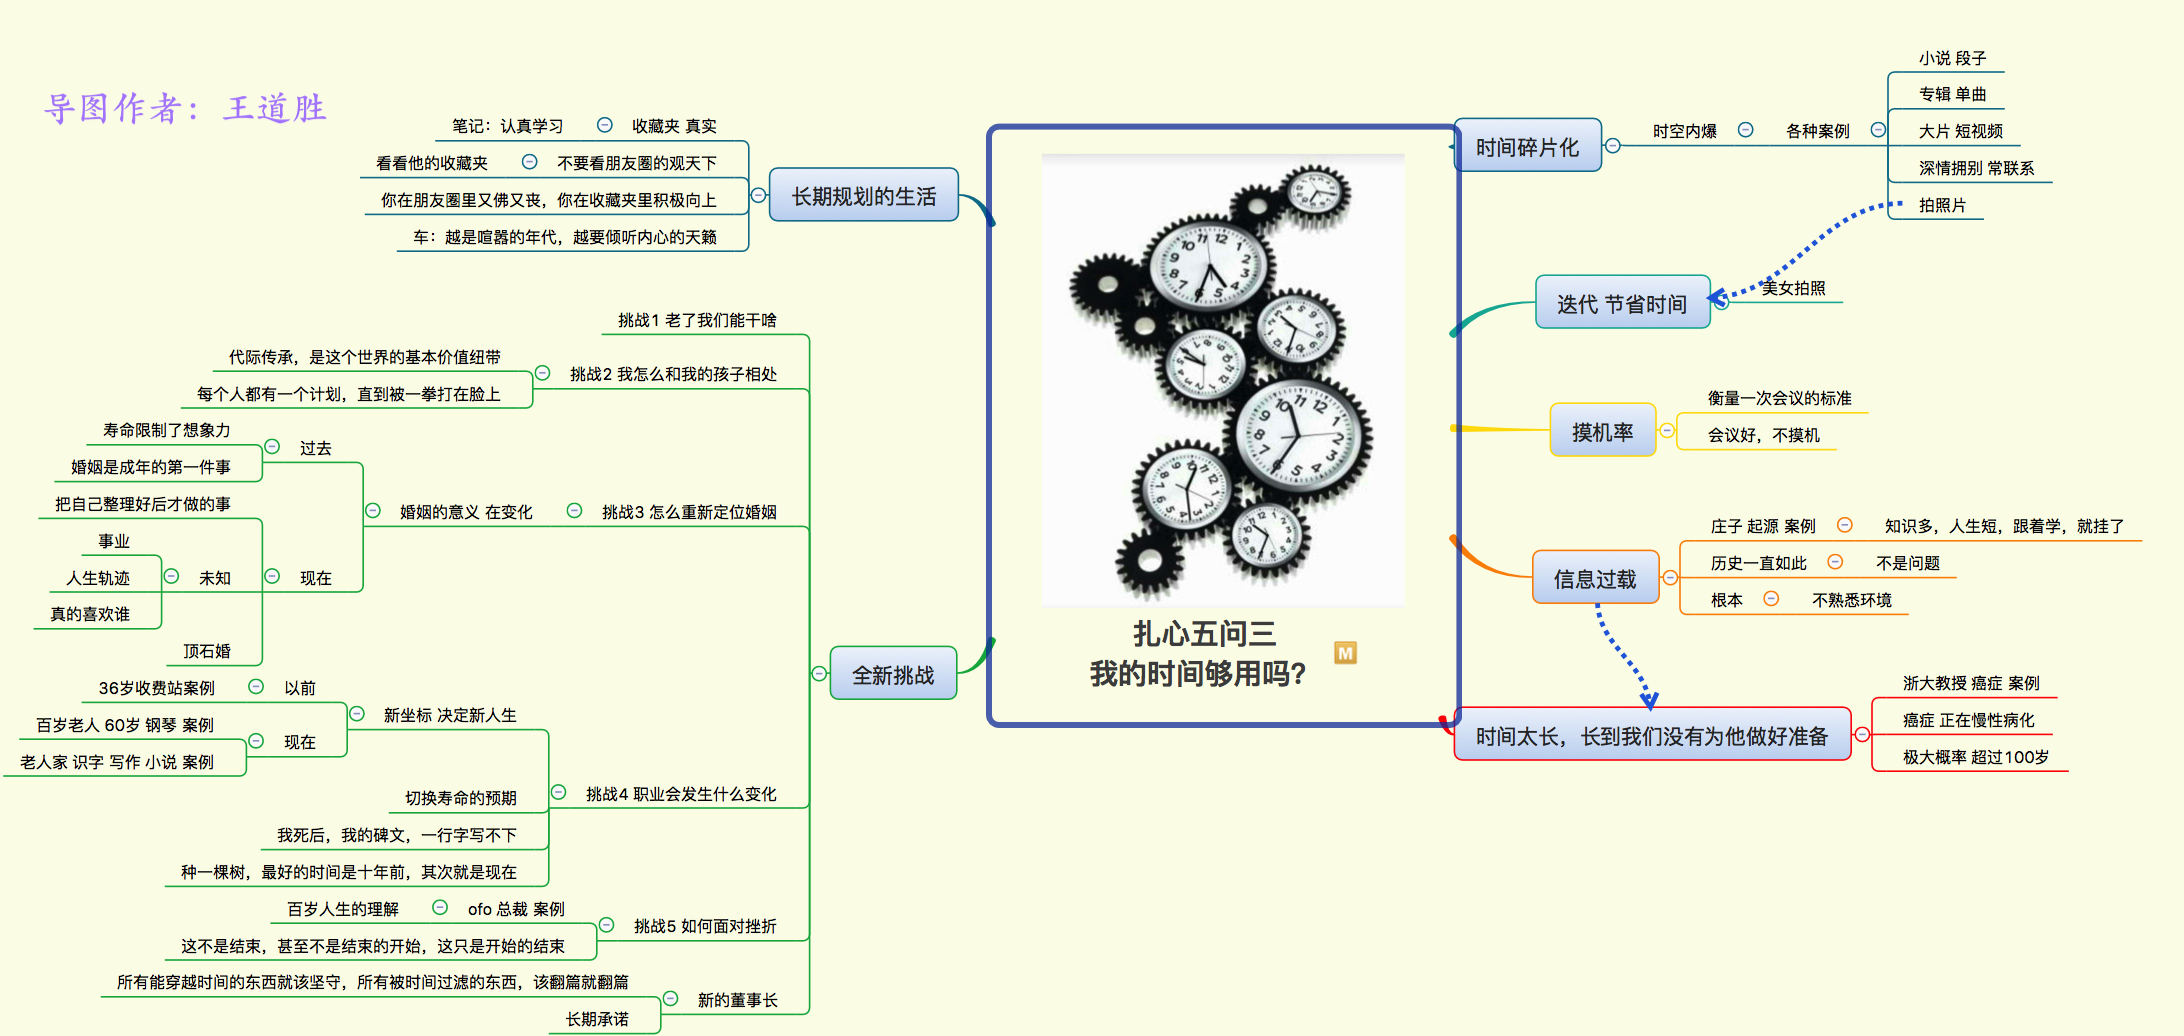 导图作者：王道胜
扎心五问三
我的时间够用吗?
M
时间碎片化
时空内爆
各种案例
小说 段子
专辑 单曲
大片 短视频
深情拥别 常联系
拍照片
迭代 节省时间
美女拍照
摸机率
衡量一次会议的标准
会议好，不摸机
信息过载
庄子 起源 案例
知识多，人生短，跟着学，就挂了
历史一直如此
不是问题
根本
不熟悉环境
时间太长，长到我们没有为他做好准备
浙大教授 癌症 案例
癌症 正在慢性病化
极大概率 超过100岁
长期规划的生活
收藏夹 真实
笔记：认真学习
不要看朋友圈的观天下
看看他的收藏夹
你在朋友圈里又佛又丧，你在收藏夹里积极向上
车：越是喧嚣的年代，越要倾听内心的天籁
全新挑战
挑战1 老了我们能干啥
挑战2 我怎么和我的孩子相处
代际传承，是这个世界的基本价值纽带
每个人都有一个计划，直到被一拳打在脸上
挑战3 怎么重新定位婚姻
婚姻的意义 在变化
过去
寿命限制了想象力
婚姻是成年的第一件事
现在
把自己整理好后才做的事
未知
事业
人生轨迹
真的喜欢谁
顶石婚
挑战4 职业会发生什么变化
新坐标 决定新人生
以前
36岁收费站案例
现在
百岁老人 60岁 钢琴 案例
老人家 识字 写作 小说 案例
切换寿命的预期
我死后，我的碑文，一行字写不下
种一棵树，最好的时间是十年前，其次就是现在
挑战5 如何面对挫折
ofo 总裁 案例
百岁人生的理解
这不是结束，甚至不是结束的开始，这只是开始的结束
新的董事长
所有能穿越时间的东西就该坚守，所有被时间过滤的东西，该翻篇就翻篇
长期承诺